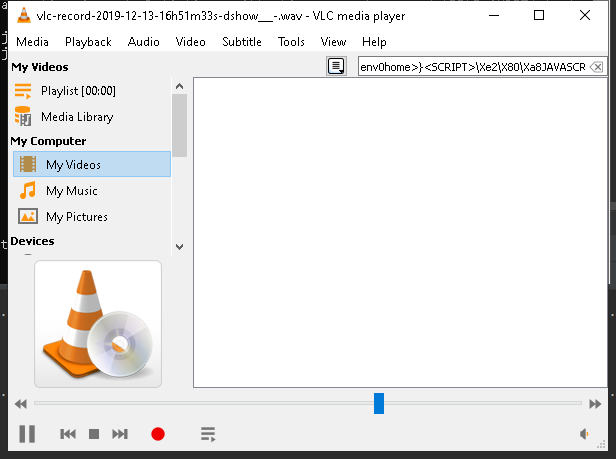 vlc-record-2019-12-13-16h51m33s-dshow__-.wav - VLC media player
Media Playback Audio Video Subtitle Tools View Help
My Videos
env0home>}<SCRIPT>\Xe2\X80\Xa8JAVASCR
Playlist [00:00]
Media Library
My Computer
My Videos
My Music
My Pictures
Devices